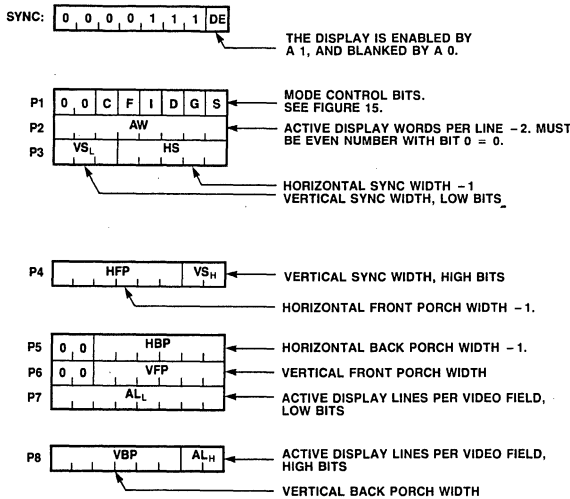 SYNC: 0 0 0 0 1 1 1 DE
THE DISPLAY IS ENABLED BY
A 1, AND BLANKED BY A 0.
P1 0 0 C F I D G S
MODE CONTROL BITS.
SEE FIGURE 15.
P2 AW
ACTIVE DISPLAY WORDS PER LINE -2. MUST
BE EVEN NUMBER WITH BIT 0 = 0.
P3 VSL HS
HORIZONTAL SYNC WIDTH -1
VERTICAL SYNC WIDTH, LOW BITS
P4 HFP VSH
VERTICAL SYNC WIDTH, HIGH BITS
HORIZONTAL FRONT PORCH WIDTH -1.
P5 0 0 HBP
HORIZONTAL BACK PORCH WIDTH -1.
P6 0 0 VFP
VERTICAL FRONT PORCH WIDTH
P7 ALL
ACTIVE DISPLAY LINES PER VIDEO FIELD,
LOW BITS
P8 VBP ALH
ACTIVE DISPLAY LINES PER VIDEO FIELD,
HIGH BITS
VERTICAL BACK PORCH WIDTH